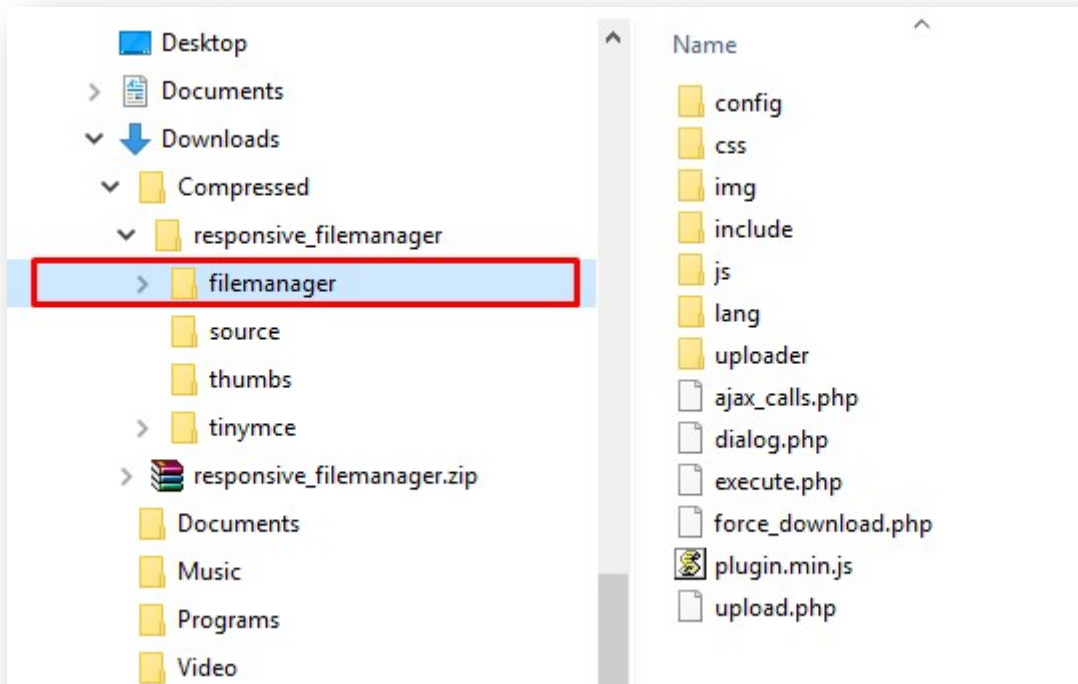 Desktop
Documents
Downloads
Compressed
responsive_filemanager
filemanager
source
thumbs
tinymce
responsive_filemanager.zip
Documents
Music
Programs
Video
Name
config
css
img
include
js
lang
uploader
ajax_calls.php
dialog.php
execute.php
force_download.php
plugin.min.js
upload.php